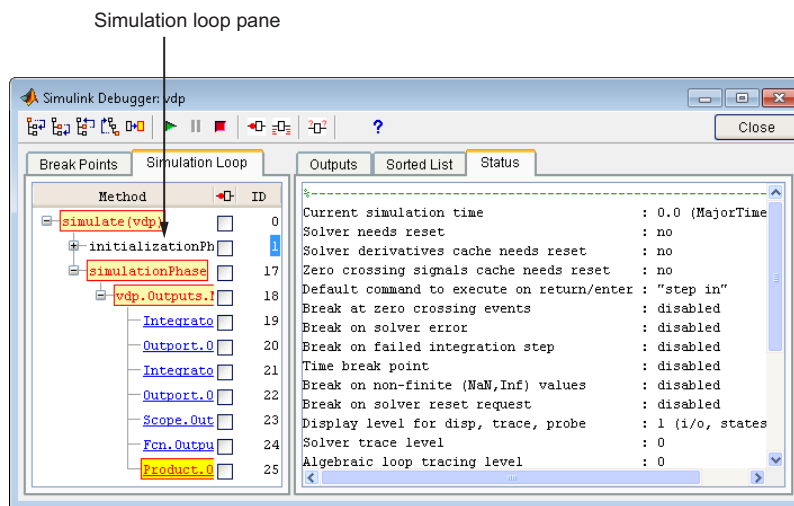 Simulation loop pane
Simulink Debugger: vdp
? Close
Break Points Simulation Loop Outputs Sorted List Status
Method ID
simulate(vdp) 0
initializationPh 1
simulationPhase 17
vdp.Outputs.M 18
Integrato 19
Outport.O 20
Integrato 21
Outport.O 22
Scope.Out 23
Fcn.Outpu 24
Product.O 25
%----------------------------------------------------------------
Current simulation time : 0.0 (MajorTime
Solver needs reset : no
Solver derivatives cache needs reset : no
Zero crossing signals cache needs reset : no
Default command to execute on return/enter : "step in"
Break at zero crossing events : disabled
Break on solver error : disabled
Break on failed integration step : disabled
Time break point : disabled
Break on non-finite (NaN,Inf) values : disabled
Break on solver reset request : disabled
Display level for disp, trace, probe : 1 (i/o, states
Solver trace level : 0
Algebraic loop tracing level : 0